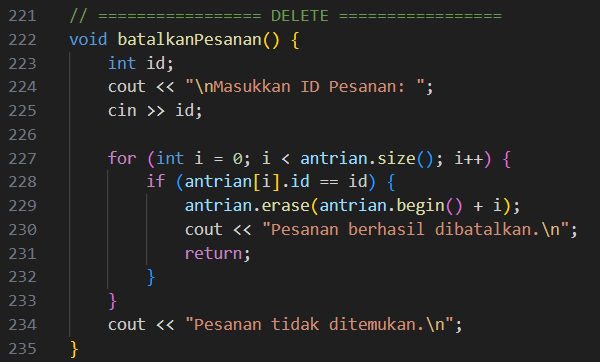 221 // ================= DELETE =================
222 void batalkanPesanan() {
223     int id;
224     cout << "\nMasukkan ID Pesanan: ";
225     cin >> id;
226
227     for (int i = 0; i < antrian.size(); i++) {
228         if (antrian[i].id == id) {
229             antrian.erase(antrian.begin() + i);
230             cout << "Pesanan berhasil dibatalkan.\n";
231             return;
232         }
233     }
234     cout << "Pesanan tidak ditemukan.\n";
235 }